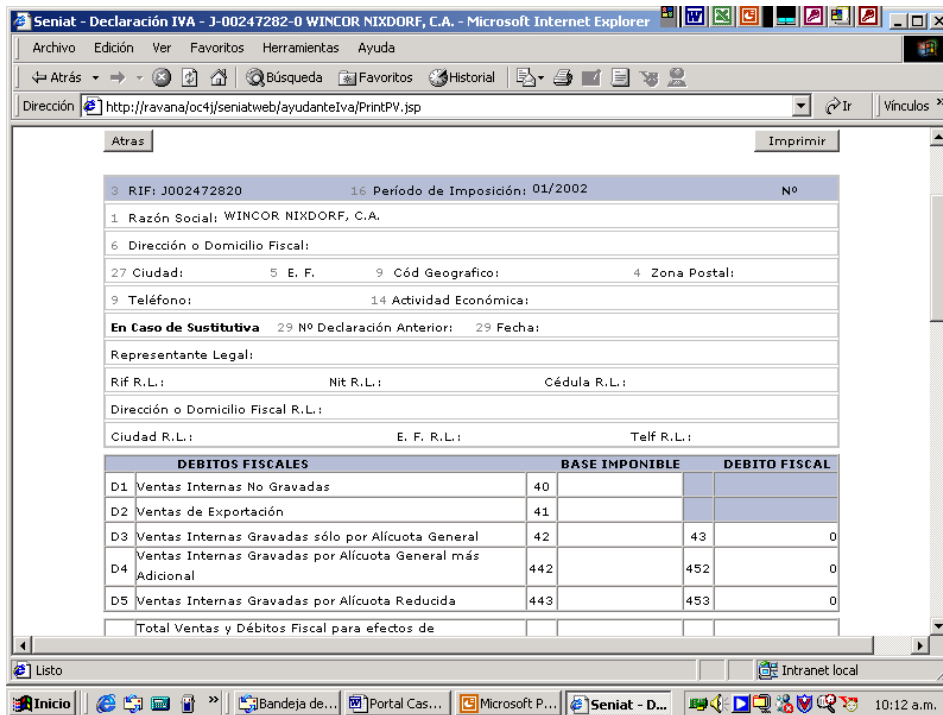 Seniat - Declaración IVA - J-00247282-0 WINCOR NIXDORF, C.A. - Microsoft Internet Explorer
Archivo Edición Ver Favoritos Herramientas Ayuda
Atrás Búsqueda Favoritos Historial
Dirección http://ravana/oc4j/seniatweb/ayudanteIva/PrintPV.jsp Ir Vínculos »
Atras Imprimir
3 RIF: J002472820 16 Período de Imposición: 01/2002 Nº
1 Razón Social: WINCOR NIXDORF, C.A.
6 Dirección o Domicilio Fiscal:
27 Ciudad: 5 E. F. 9 Cód Geografico: 4 Zona Postal:
9 Teléfono: 14 Actividad Económica:
En Caso de Sustitutiva 29 Nº Declaración Anterior: 29 Fecha:
Representante Legal:
Rif R.L.: Nit R.L.: Cédula R.L.:
Dirección o Domicilio Fiscal R.L.:
Ciudad R.L.: E. F. R.L.: Telf R.L.:
DEBITOS FISCALES BASE IMPONIBLE DEBITO FISCAL
D1 Ventas Internas No Gravadas 40
D2 Ventas de Exportación 41
D3 Ventas Internas Gravadas sólo por Alícuota General 42 43 0
Ventas Internas Gravadas por Alícuota General más
D4 Adicional 442 452 0
D5 Ventas Internas Gravadas por Alícuota Reducida 443 453 0
Total Ventas y Débitos Fiscal para efectos de
Listo Intranet local
Inicio » Bandeja de... Portal Cas... Microsoft P... Seniat - D... 10:12 a.m.